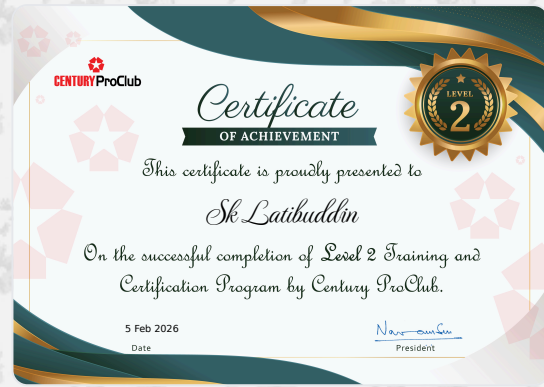 CENTURY ProClub
Certificate
OF ACHIEVEMENT
LEVEL
2
This certificate is proudly presented to
Sk Latibuddin
On the successful completion of Level 2 Training and
Certification Program by Century ProClub.
5 Feb 2026
Date
President